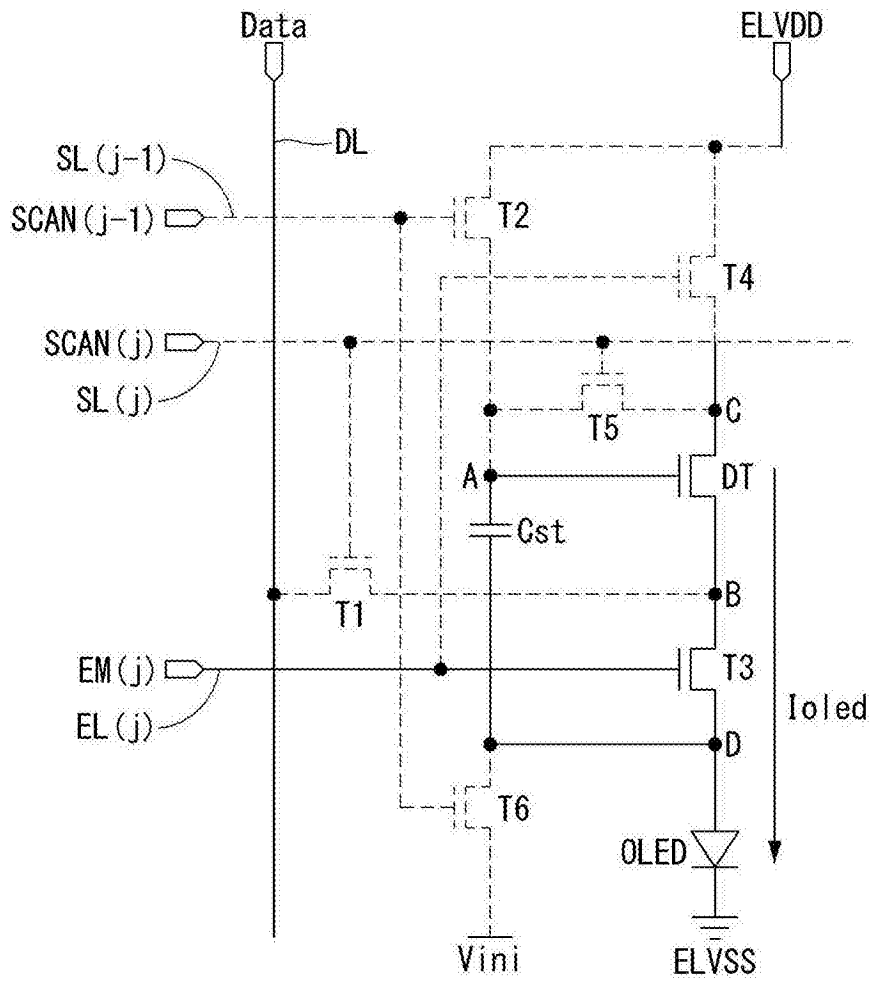 Data
ELVDD
DL
SL(j-1)
SCAN(j-1)
T2
T4
SCAN(j)
SL(j)
T5
C
A
DT
Cst
T1
B
EM(j)
T3
EL(j)
Ioled
D
T6
OLED
Vini
ELVSS